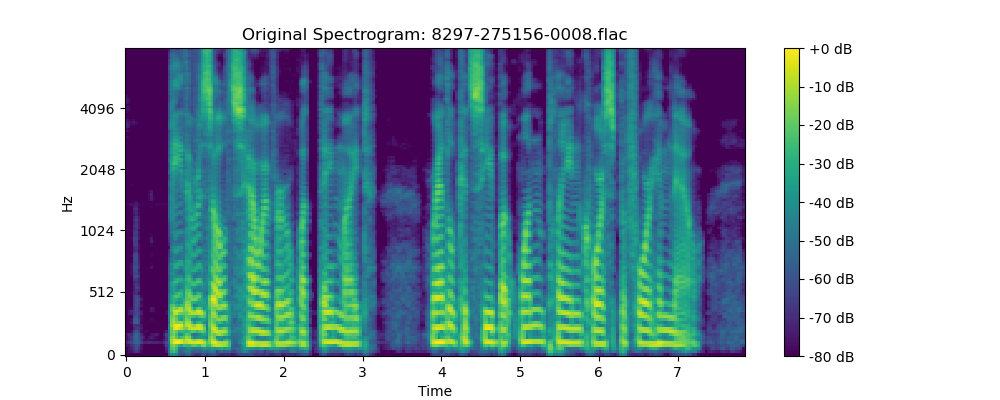 Original Spectrogram: 8297-275156-0008.flac
Hz
4096
2048
1024
512
0
0 1 2 3 4 5 6 7
Time
+0 dB
-10 dB
-20 dB
-30 dB
-40 dB
-50 dB
-60 dB
-70 dB
-80 dB